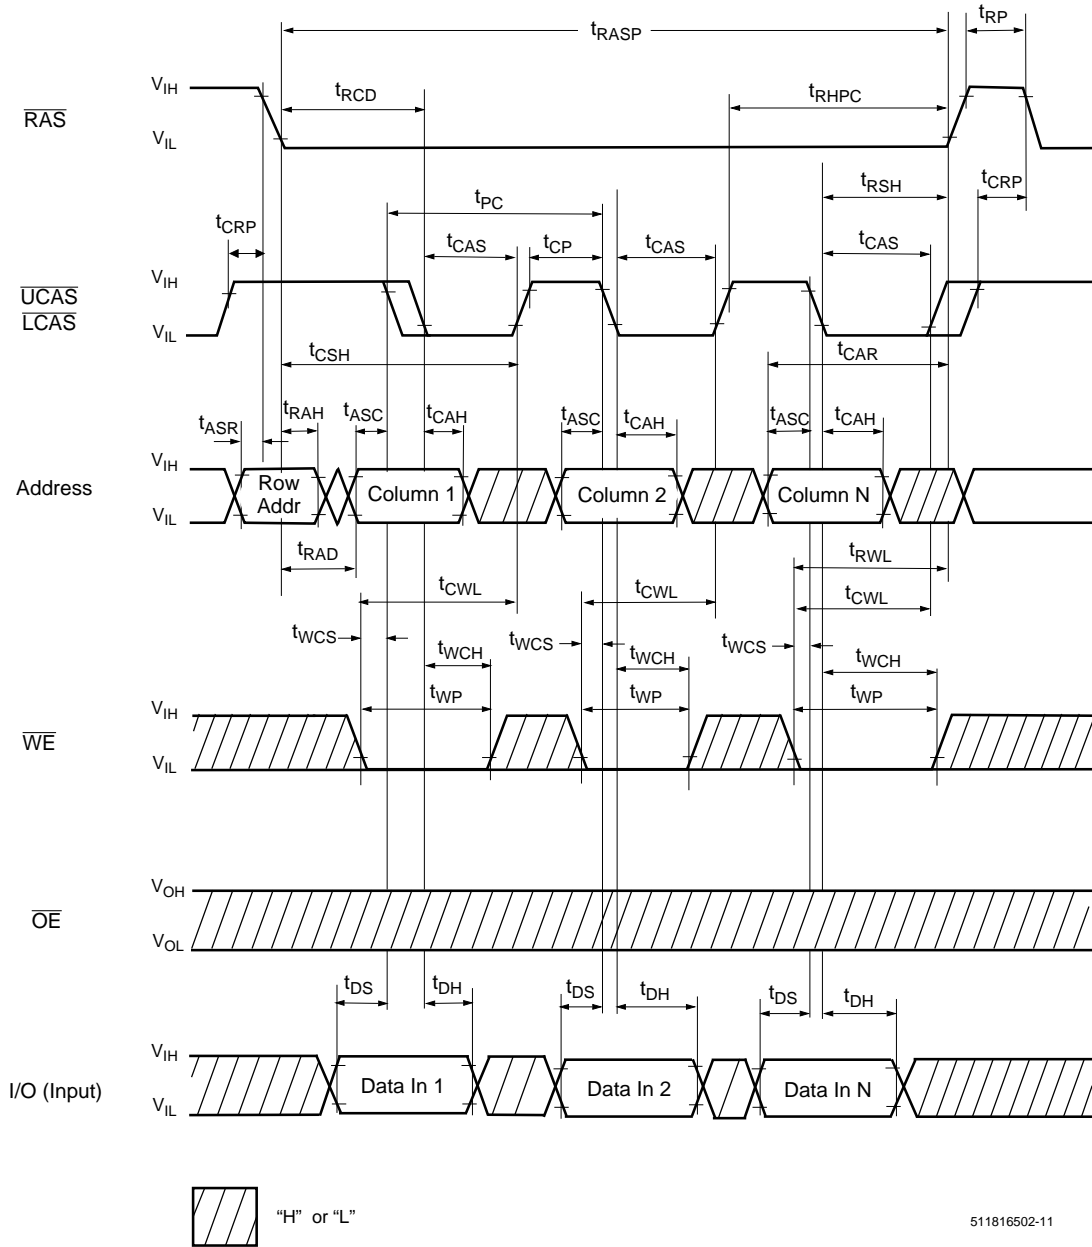 tRASP
tRP
RAS
VIH
VIL
tRCD
tRHPC
tRSH
tCRP
tPC
tCRP
tCAS
tCP
tCAS
tCAS
UCAS
LCAS
VIH
VIL
tCSH
tCAR
tASR
tRAH
tASC
tCAH
tASC
tCAH
tASC
tCAH
Address
VIH
VIL
Row
Addr
Column 1
Column 2
Column N
tRAD
tRWL
tCWL
tCWL
tCWL
tWCS
tWCH
tWCS
tWCH
tWCS
tWCH
tWP
tWP
tWP
WE
VIH
VIL
OE
VOH
VOL
tDS
tDH
tDS
tDH
tDS
tDH
I/O (Input)
VIH
VIL
Data In 1
Data In 2
Data In N
“H” or “L”
511816502-11